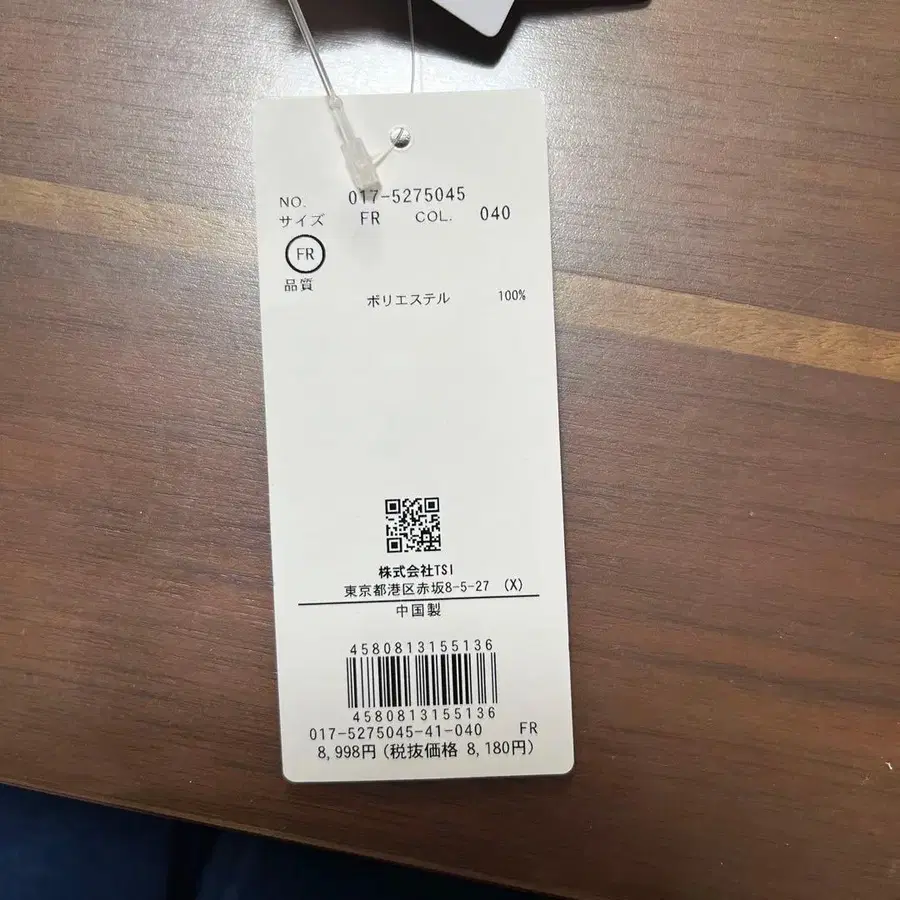 NO. 017-5275045
サイズ FR COL. 040
FR
品質
ポリエステル 100%
株式会社TSI
東京都港区赤坂8-5-27 (X)
中国製
4580813155136
4580813155136
017-5275045-41-040 FR
8,998円(税抜価格 8,180円)